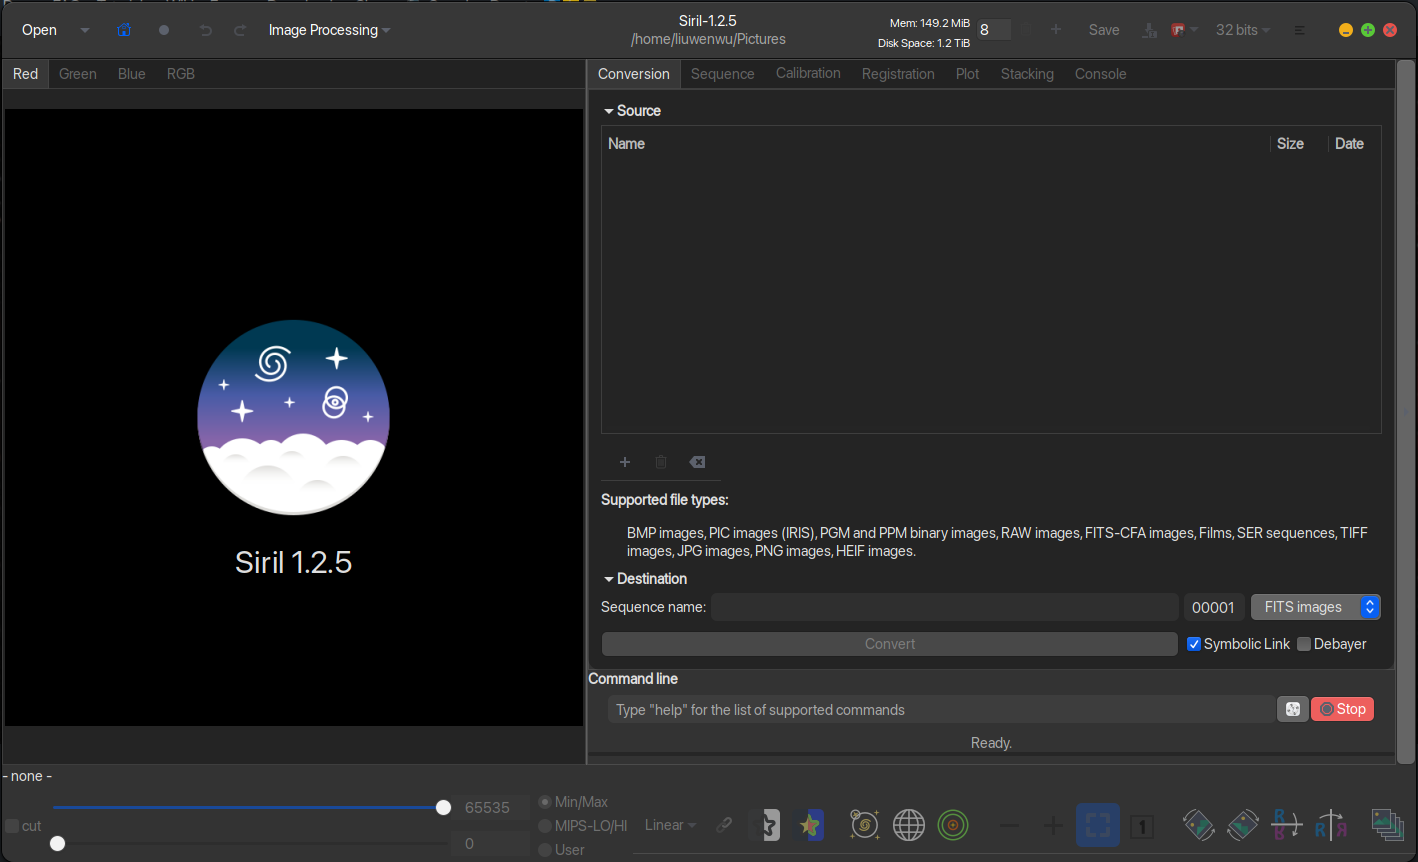 Open
Image Processing
Siril-1.2.5
/home/liuwenwu/Pictures
Mem: 149.2 MiB
Disk Space: 1.2 TiB
8
Save
32 bits
Red Green Blue RGB
Siril 1.2.5
Conversion Sequence Calibration Registration Plot Stacking Console
Source
Name Size Date
Supported file types:
BMP images, PIC images (IRIS), PGM and PPM binary images, RAW images, FITS-CFA images, Films, SER sequences, TIFF
images, JPG images, PNG images, HEIF images.
Destination
Sequence name: 00001 FITS images
Convert Symbolic Link Debayer
Command line
Type "help" for the list of supported commands Stop
Ready.
- none -
65535
cut
0
Min/Max
MIPS-LO/HI
User
Linear
1
R
R
R R